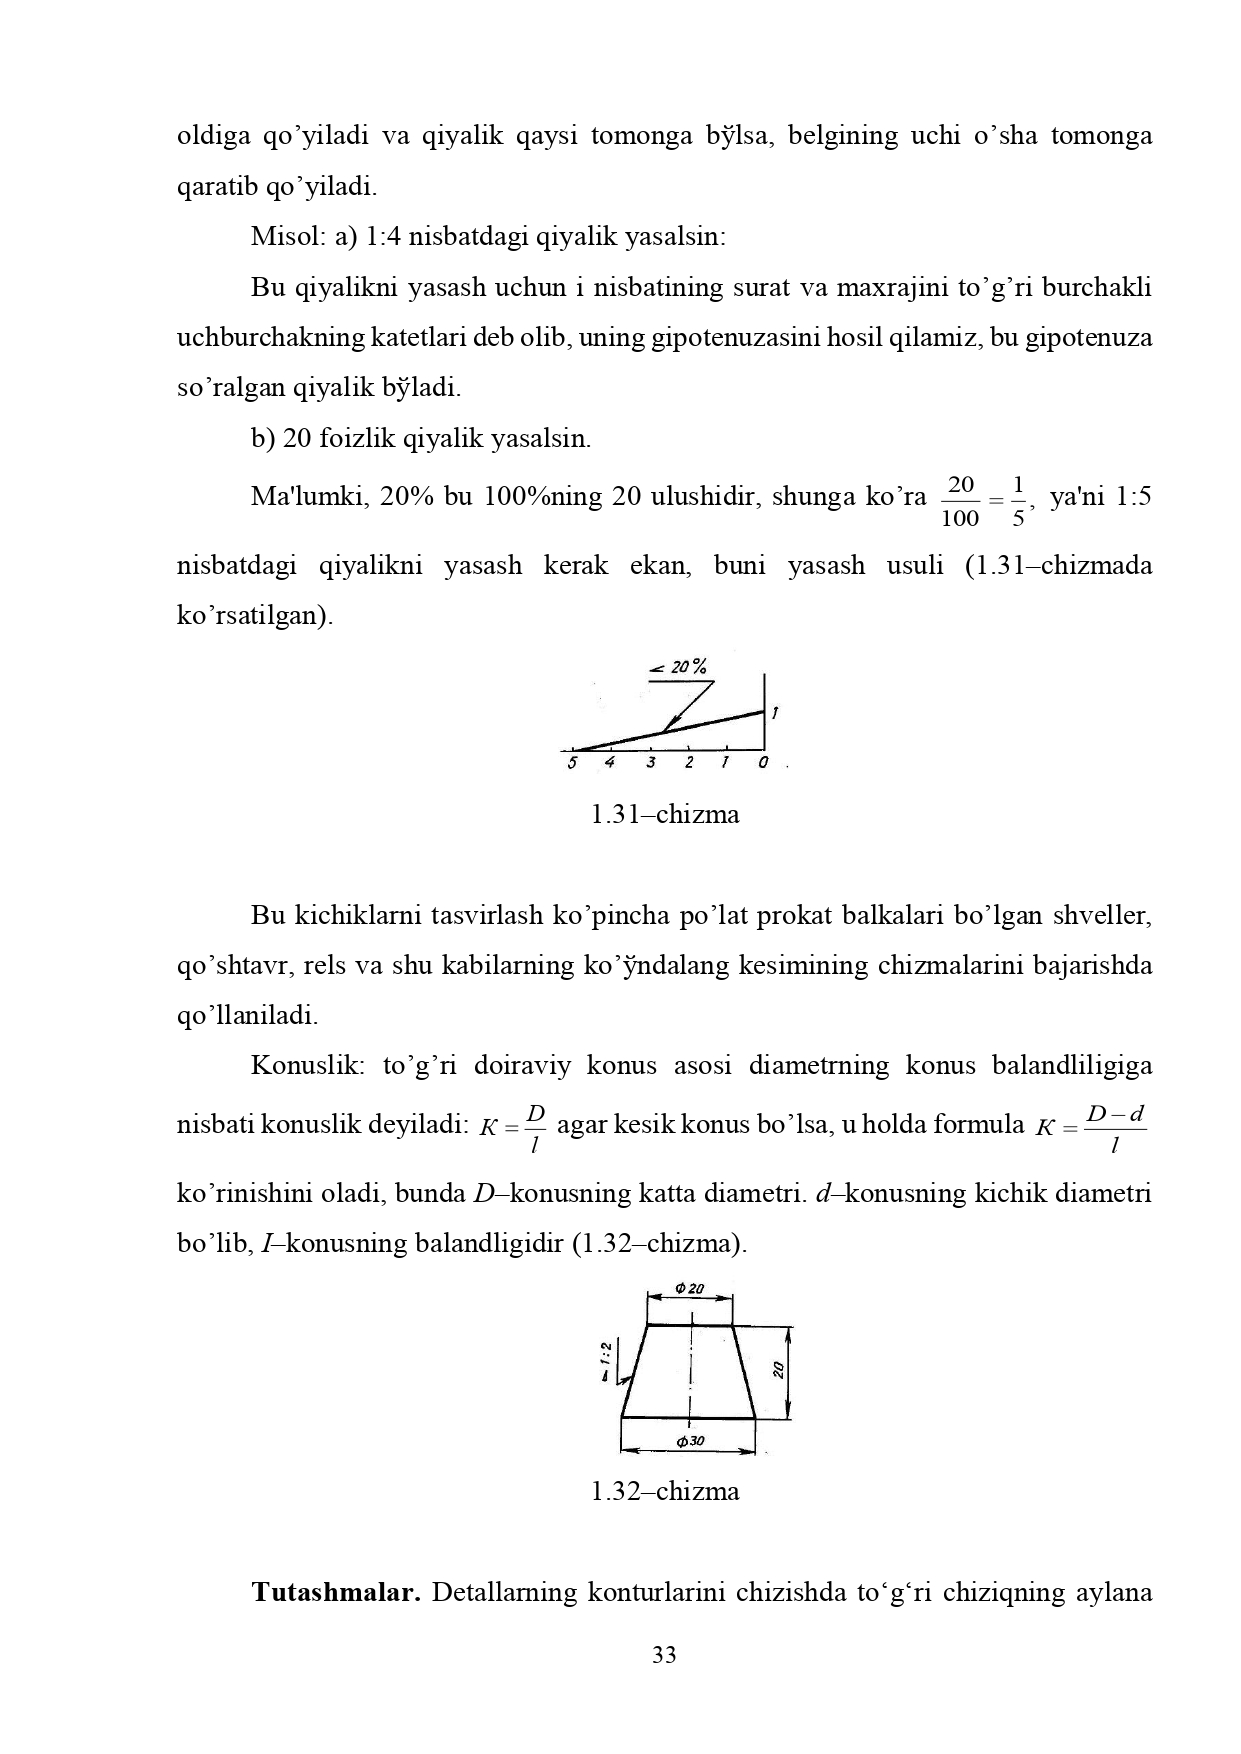 oldiga qo’yiladi va qiyalik qaysi tomonga bўlsa, belgining uchi o’sha tomonga
qaratib qo’yiladi.
Misol: a) 1:4 nisbatdagi qiyalik yasalsin:
Bu qiyalikni yasash uchun i nisbatining surat va maxrajini to’g’ri burchakli
uchburchakning katetlari deb olib, uning gipotenuzasini hosil qilamiz, bu gipotenuza
so’ralgan qiyalik bўladi.
b) 20 foizlik qiyalik yasalsin.
Ma'lumki, 20% bu 100%ning 20 ulushidir, shunga ko’ra 20/100 = 1/5, ya'ni 1:5
nisbatdagi qiyalikni yasash kerak ekan, buni yasash usuli (1.31–chizmada
ko’rsatilgan).
< 20%
1
5 4 3 2 1 0
1.31–chizma
Bu kichiklarni tasvirlash ko’pincha po’lat prokat balkalari bo’lgan shveller,
qo’shtavr, rels va shu kabilarning ko’ўndalang kesimining chizmalarini bajarishda
qo’llaniladi.
Konuslik: to’g’ri doiraviy konus asosi diametrning konus balandliligiga
nisbati konuslik deyiladi: K = D/l agar kesik konus bo’lsa, u holda formula K = D − d/l
ko’rinishini oladi, bunda D–konusning katta diametri. d–konusning kichik diametri
bo’lib, I–konusning balandligidir (1.32–chizma).
Ф20
1:2
20
Ф30
1.32–chizma
Tutashmalar. Detallarning konturlarini chizishda to‘g‘ri chiziqning aylana
33